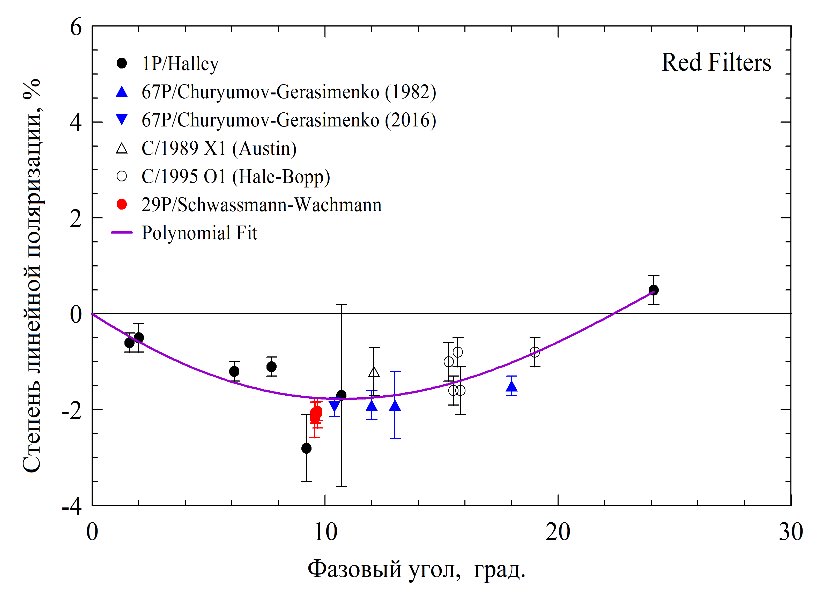 6
Red Filters
1P/Halley
67P/Churyumov-Gerasimenko (1982)
4
67P/Churyumov-Gerasimenko (2016)
C/1989 X1 (Austin)
C/1995 O1 (Hale-Bopp)
29P/Schwassmann-Wachmann
2
Polynomial Fit
0
-2
-4
0 10 20 30
Степень линейной поляризации, %
Фазовый угол, град.